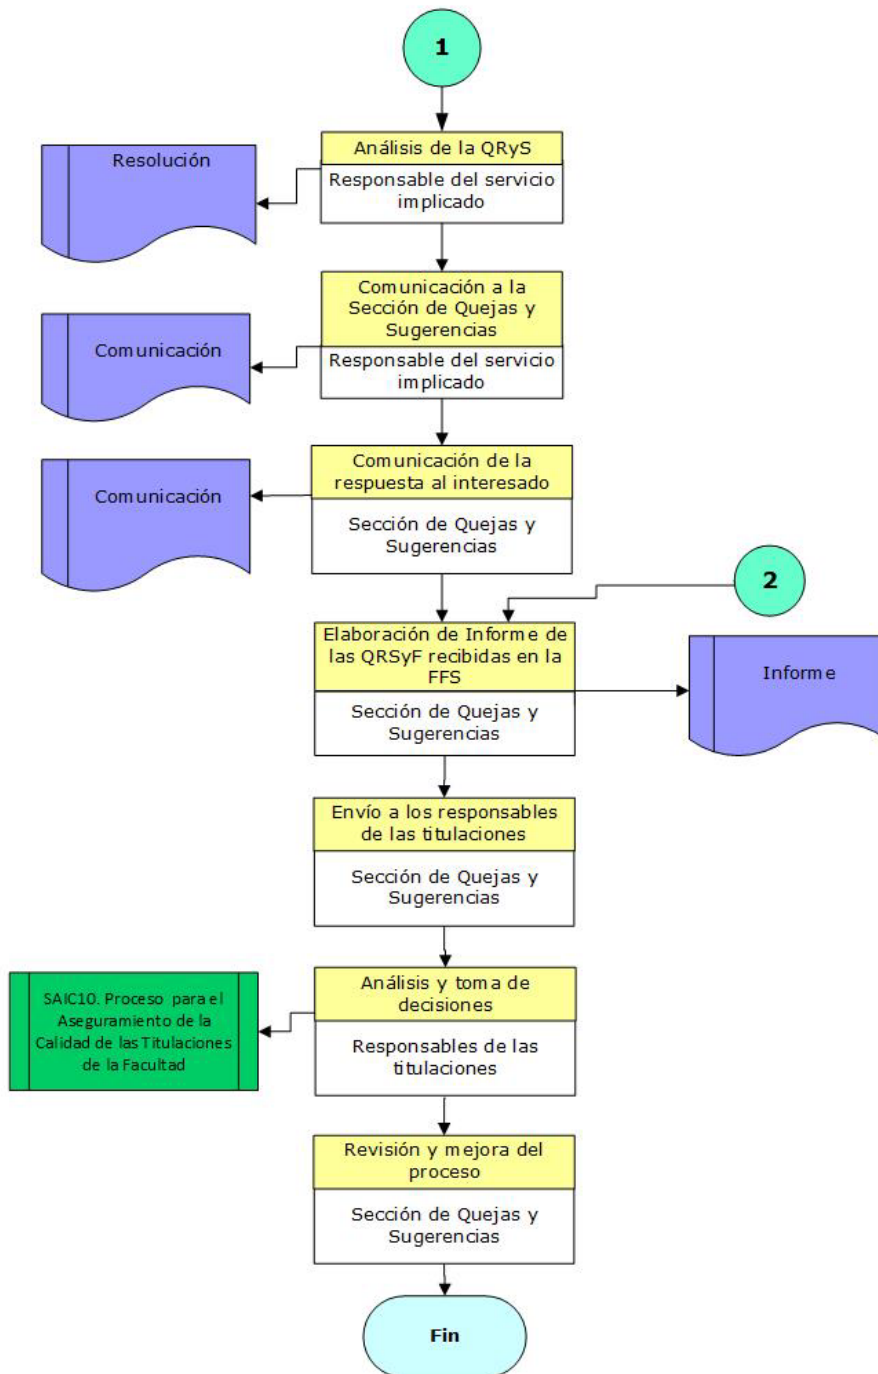 1
Análisis de la QRyS
Responsable del servicio
implicado
Resolución
Comunicación a la
Sección de Quejas y
Sugerencias
Responsable del servicio
implicado
Comunicación
Comunicación de la
respuesta al interesado
Sección de Quejas y
Sugerencias
Comunicación
2
Elaboración de Informe de
las QRSyF recibidas en la
FFS
Sección de Quejas y
Sugerencias
Informe
Envío a los responsables
de las titulaciones
Sección de Quejas y
Sugerencias
Análisis y toma de
decisiones
Responsables de las
titulaciones
SAIC10. Proceso para el
Aseguramiento de la
Calidad de las Titulaciones
de la Facultad
Revisión y mejora del
proceso
Sección de Quejas y
Sugerencias
Fin